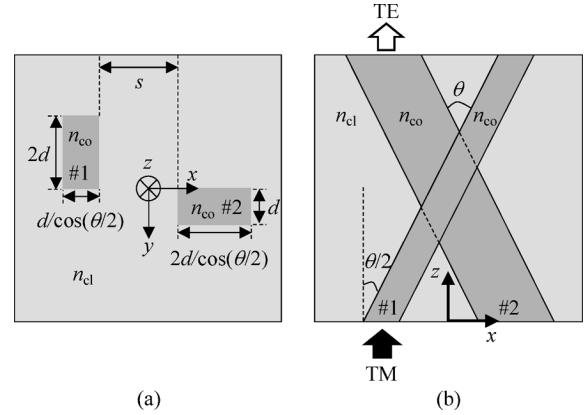 s
n_co
2d
#1
z
x
n_co #2
d
d/cos(θ/2)
y
2d/cos(θ/2)
n_cl
(a)
TE
θ
n_cl
n_co
n_co
θ/2
z
#1
#2
x
TM
(b)